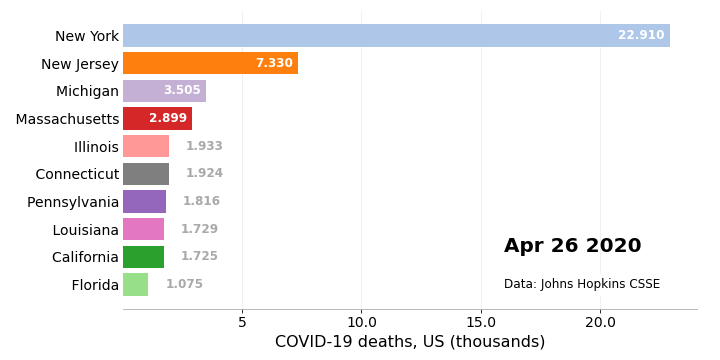 New York 22.910
New Jersey 7.330
Michigan 3.505
Massachusetts 2.899
Illinois 1.933
Connecticut 1.924
Pennsylvania 1.816
Louisiana 1.729
California 1.725
Florida 1.075
Apr 26 2020
Data: Johns Hopkins CSSE
5 10.0 15.0 20.0
COVID-19 deaths, US (thousands)